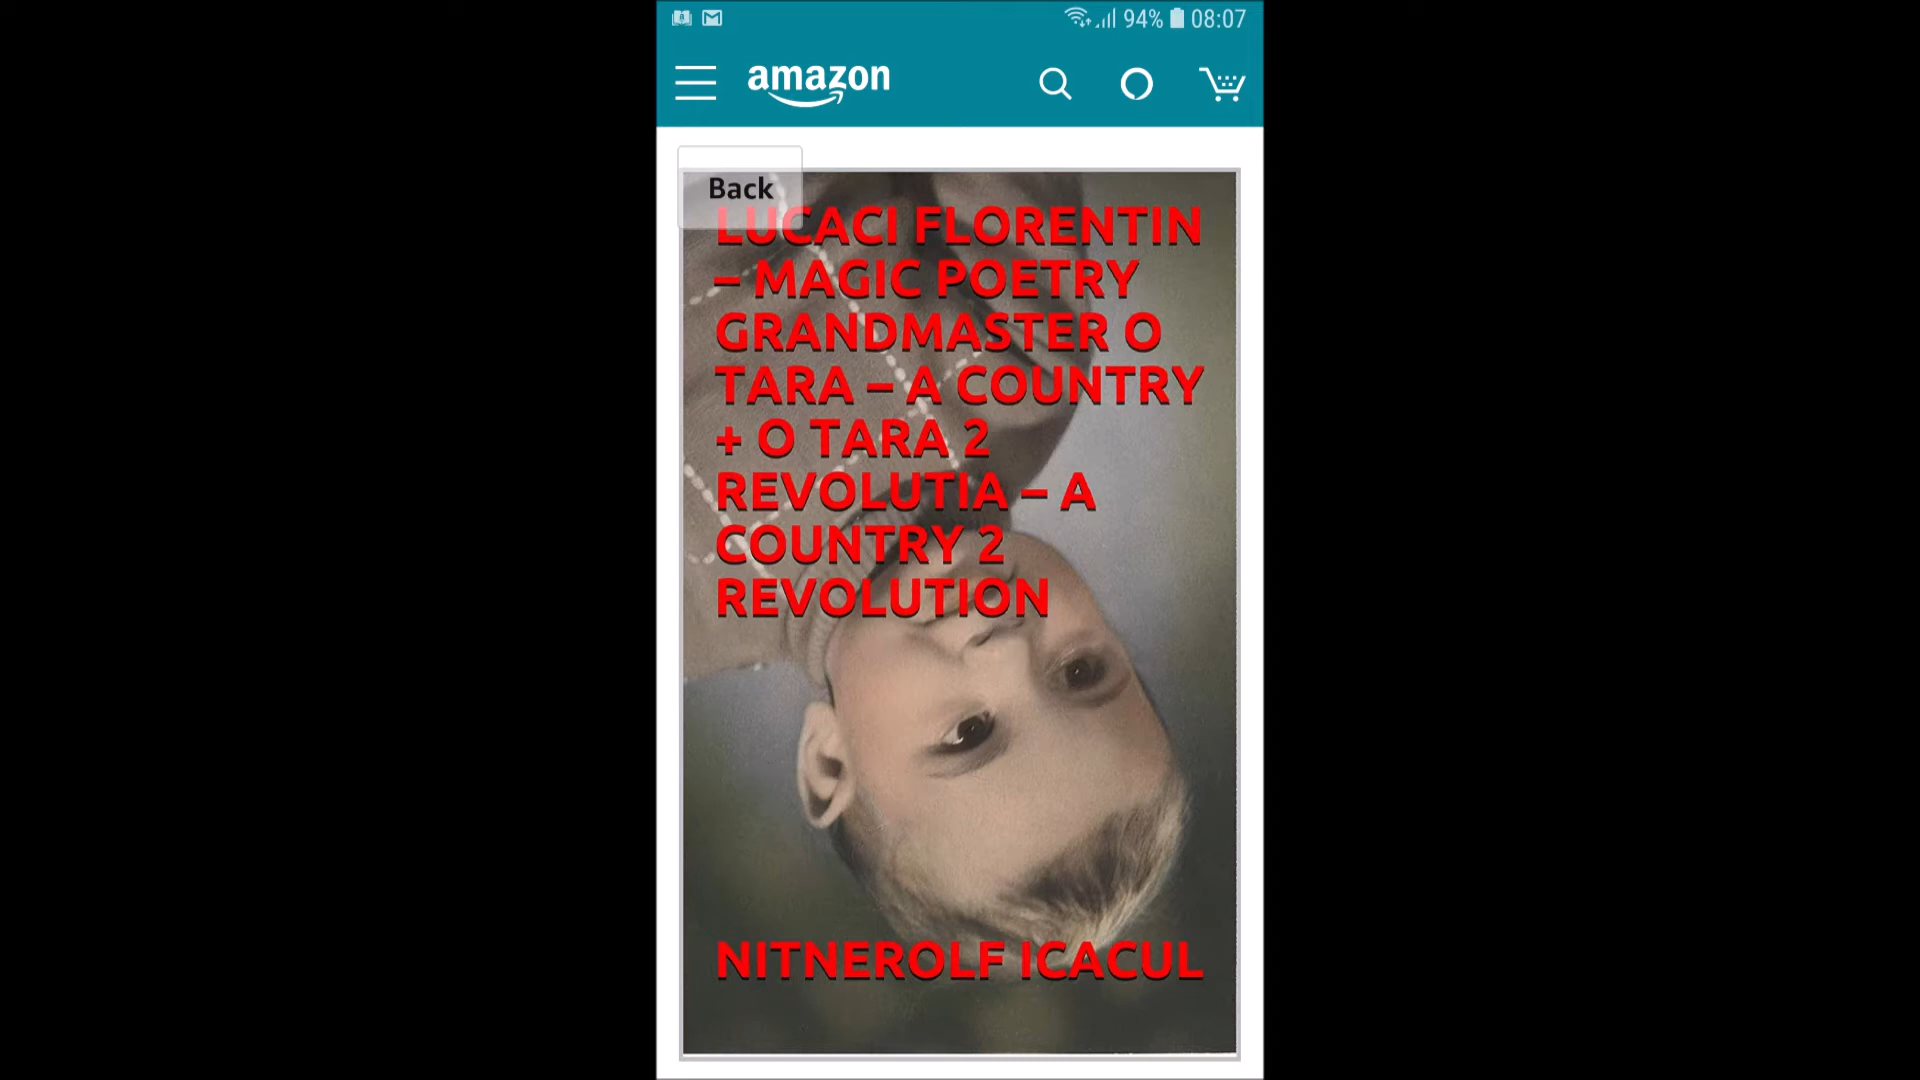 94% 08:07
amazon
Back
LUCACI FLORENTIN
– MAGIC POETRY
GRANDMASTER O
TARA – A COUNTRY
+ O TARA 2
REVOLUTIA – A
COUNTRY 2
REVOLUTION
NITNEROLF ICACUL